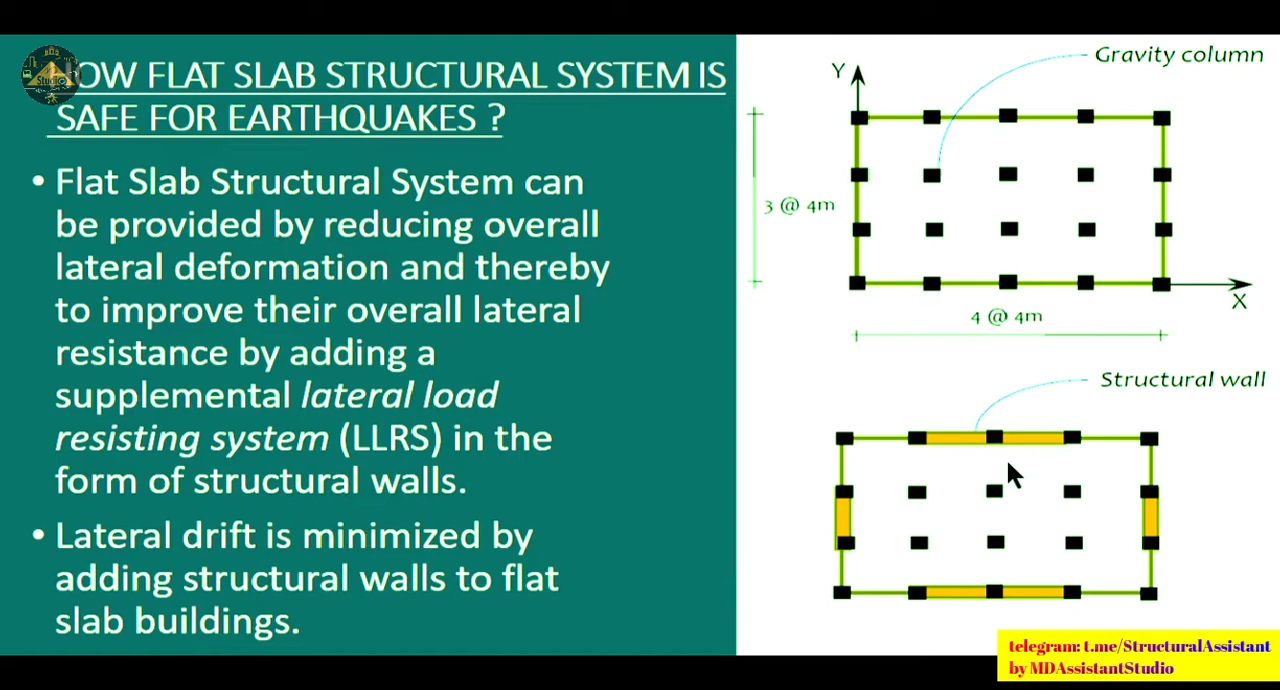 OW FLAT SLAB STRUCTURAL SYSTEM IS
SAFE FOR EARTHQUAKES ?
• Flat Slab Structural System can
be provided by reducing overall
lateral deformation and thereby
to improve their overall lateral
resistance by adding a
supplemental lateral load
resisting system (LLRS) in the
form of structural walls.
• Lateral drift is minimized by
adding structural walls to flat
slab buildings.
Studio
Gravity column
Y
3 @ 4m
X
4 @ 4m
Structural wall
telegram: t.me/StructuralAssistant
by MDAssistantStudio